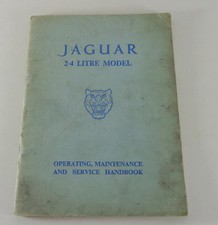 JAGUAR
2·4 LITRE MODEL
OPERATING, MAINTENANCE
AND SERVICE HANDBOOK